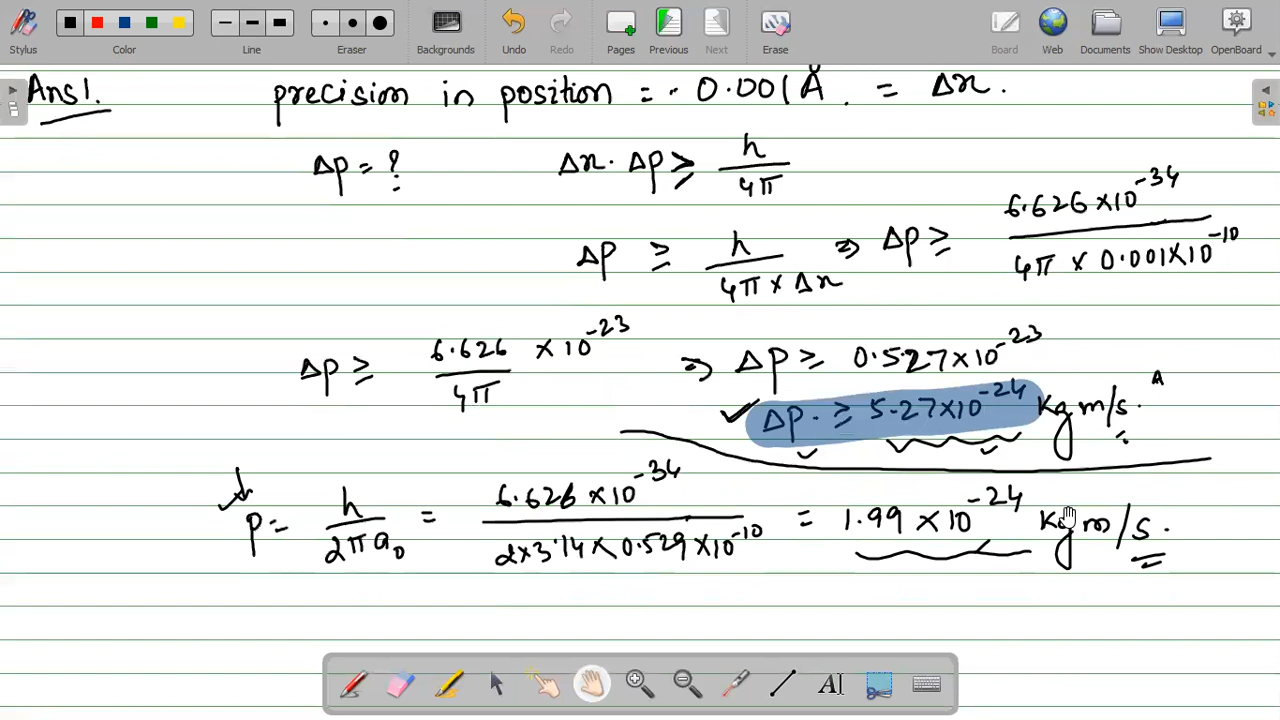 Stylus Color Line Eraser Backgrounds Undo Redo Pages Previous Next Erase Board Web Documents Show Desktop OpenBoard
Ans1. precision in position = 0.001Å. = Δx.
Δp = ? Δx. Δp ≥ h/4π
Δp ≥ h/4π × Δx ⇒ Δp ≥ 6.626 ×10^-34/4π × 0.001×10^-10
Δp ≥ 6.626/4π × 10^-23 ⇒ Δp ≥ 0.527×10^-23
✓ Δp. ≥ 5.27×10^-24 Kg m/s.
p = h/2πa₀ = 6.626 ×10^-34/2×3.14×0.529×10^-10 = 1.99 ×10^-24 Kg m/s.